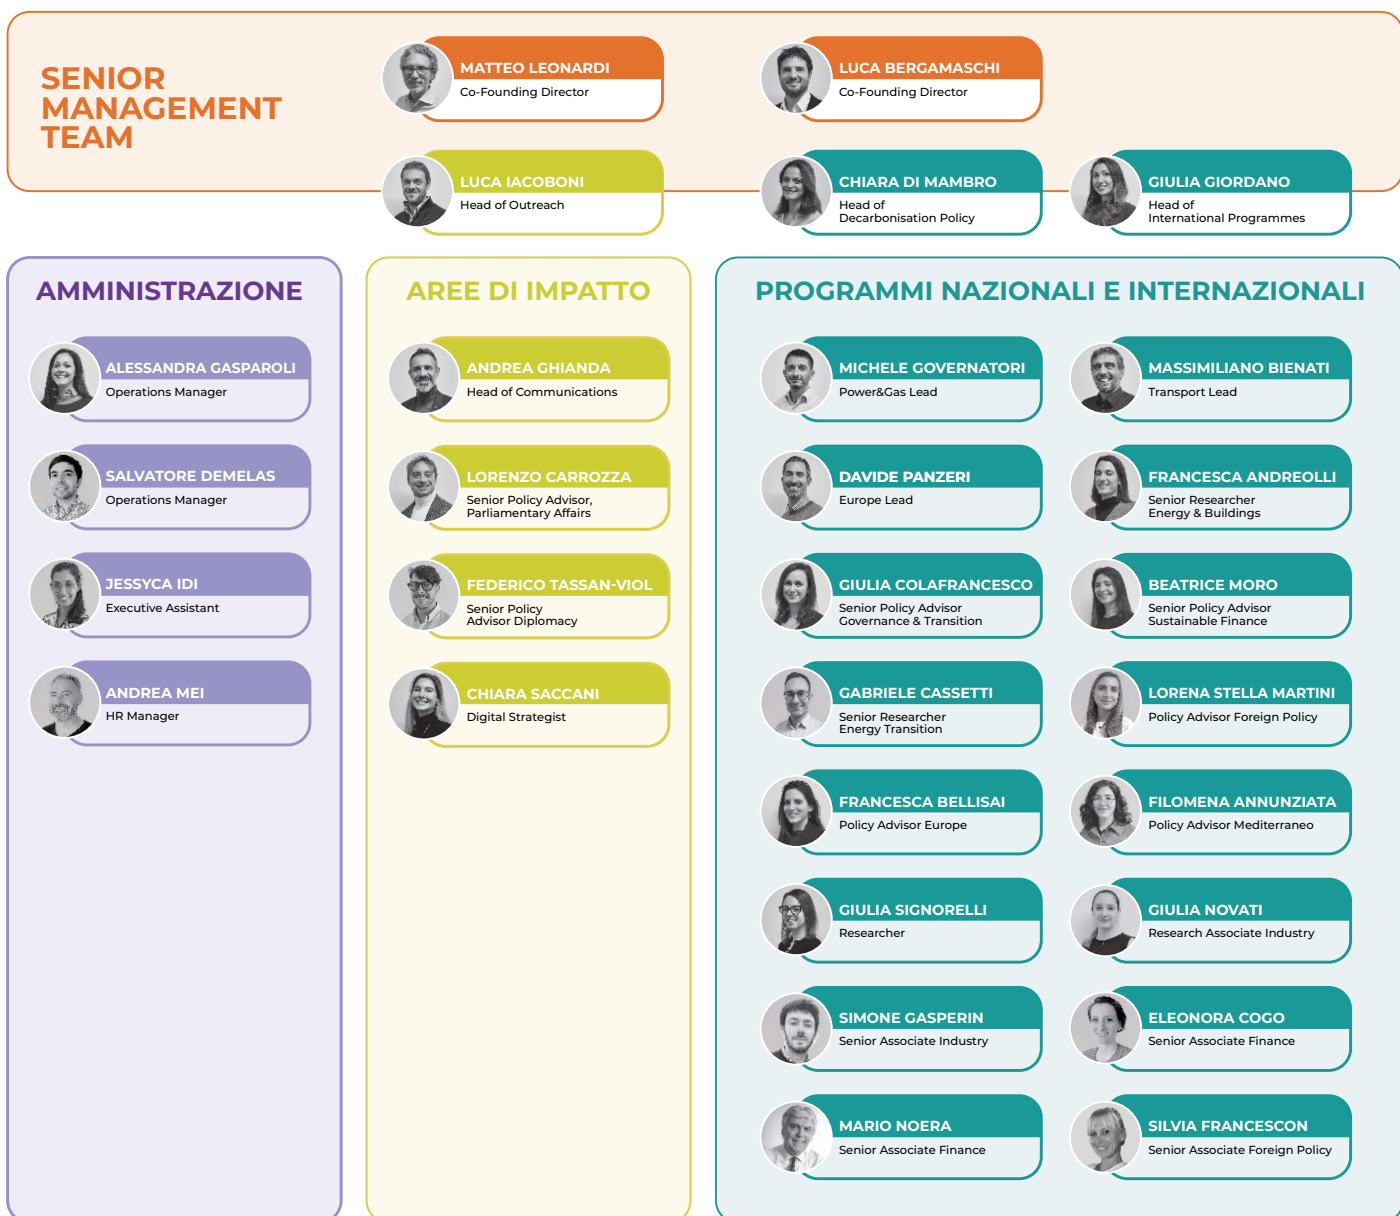 SENIOR
MANAGEMENT
TEAM
MATTEO LEONARDI
Co-Founding Director
LUCA BERGAMASCHI
Co-Founding Director
LUCA IACOBONI
Head of Outreach
CHIARA DI MAMBRO
Head of
Decarbonisation Policy
GIULIA GIORDANO
Head of
International Programmes
AMMINISTRAZIONE
ALESSANDRA GASPAROLI
Operations Manager
SALVATORE DEMELAS
Operations Manager
JESSYCA IDI
Executive Assistant
ANDREA MEI
HR Manager
AREE DI IMPATTO
ANDREA GHIANDA
Head of Communications
LORENZO CARROZZA
Senior Policy Advisor,
Parliamentary Affairs
FEDERICO TASSAN-VIOL
Senior Policy
Advisor Diplomacy
CHIARA SACCANI
Digital Strategist
PROGRAMMI NAZIONALI E INTERNAZIONALI
MICHELE GOVERNATORI
Power&Gas Lead
MASSIMILIANO BIENATI
Transport Lead
DAVIDE PANZERI
Europe Lead
FRANCESCA ANDREOLLI
Senior Researcher
Energy & Buildings
GIULIA COLAFRANCESCO
Senior Policy Advisor
Governance & Transition
BEATRICE MORO
Senior Policy Advisor
Sustainable Finance
GABRIELE CASSETTI
Senior Researcher
Energy Transition
LORENA STELLA MARTINI
Policy Advisor Foreign Policy
FRANCESCA BELLISAI
Policy Advisor Europe
FILOMENA ANNUNZIATA
Policy Advisor Mediterraneo
GIULIA SIGNORELLI
Researcher
GIULIA NOVATI
Research Associate Industry
SIMONE GASPERIN
Senior Associate Industry
ELEONORA COGO
Senior Associate Finance
MARIO NOERA
Senior Associate Finance
SILVIA FRANCESCON
Senior Associate Foreign Policy